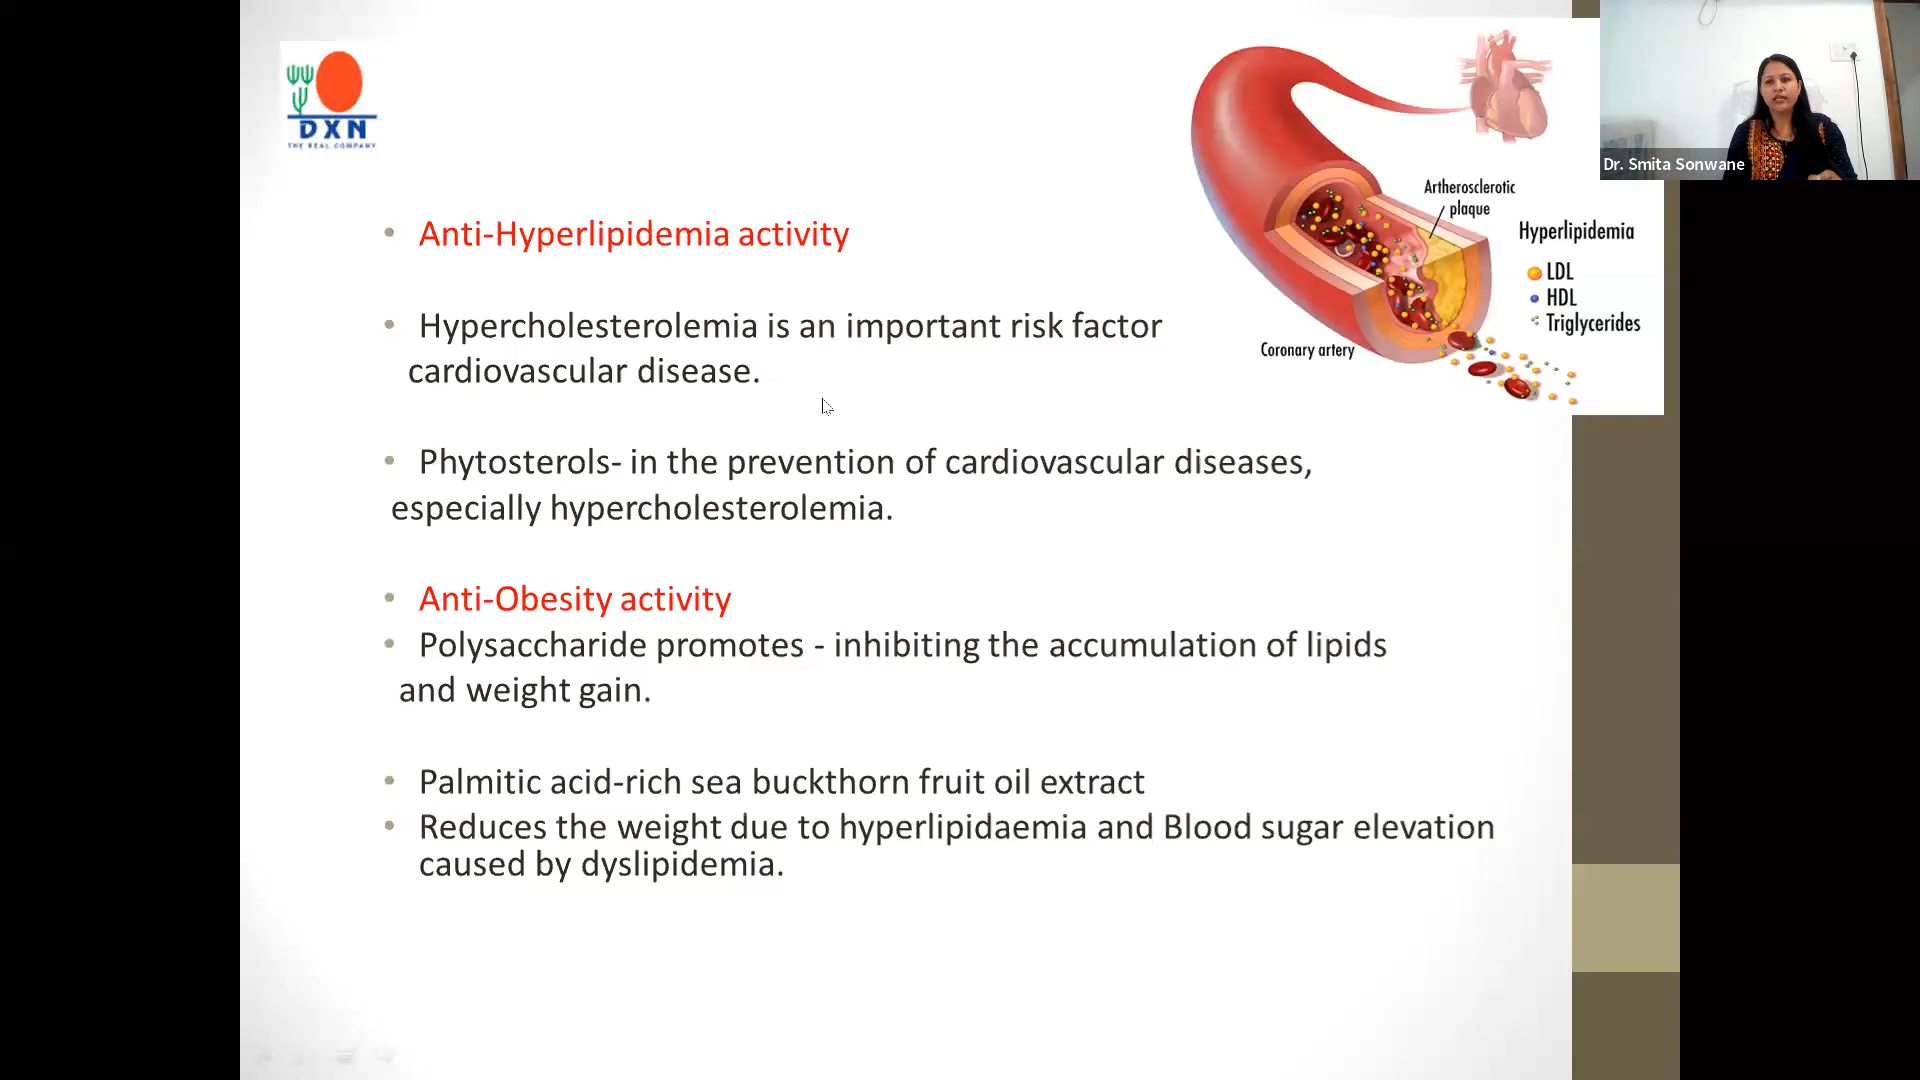 DXN
THE REAL COMPANY
Dr. Smita Sonwane
Artherosclerotic
plaque
Hyperlipidemia
LDL
HDL
Triglycerides
Coronary artery
• Anti-Hyperlipidemia activity
• Hypercholesterolemia is an important risk factor
cardiovascular disease.
• Phytosterols- in the prevention of cardiovascular diseases,
especially hypercholesterolemia.
• Anti-Obesity activity
• Polysaccharide promotes - inhibiting the accumulation of lipids
and weight gain.
• Palmitic acid-rich sea buckthorn fruit oil extract
• Reduces the weight due to hyperlipidaemia and Blood sugar elevation
caused by dyslipidemia.